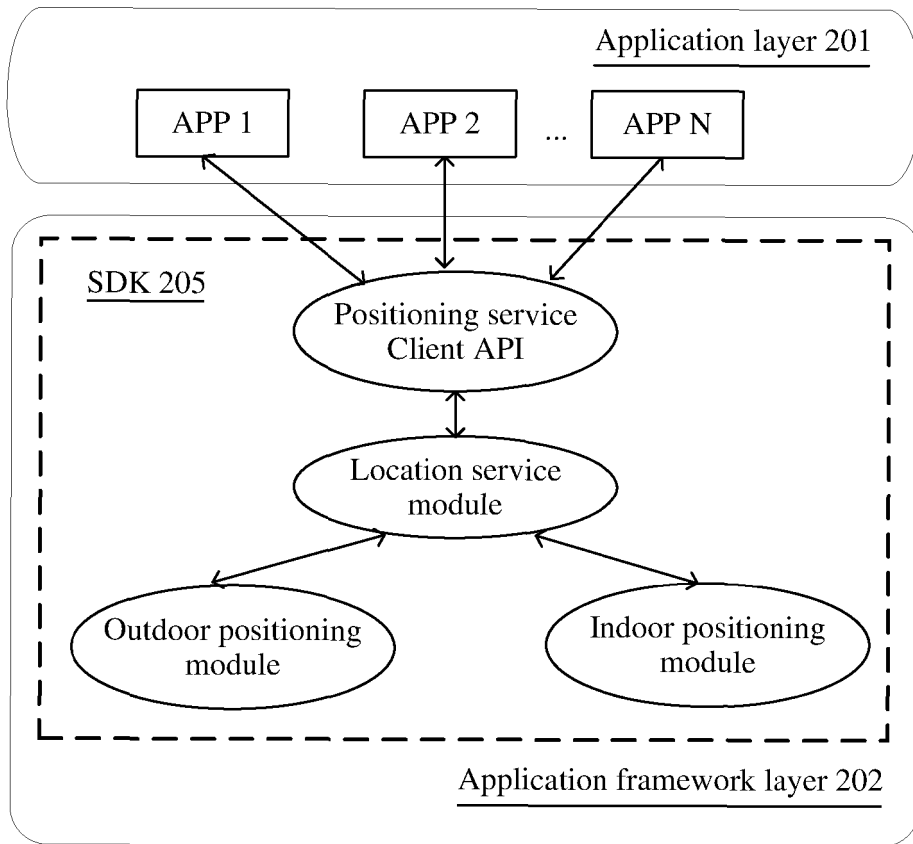 Application layer 201
APP 1
APP 2
...
APP N
SDK 205
Positioning service
Client API
Location service
module
Outdoor positioning
module
Indoor positioning
module
Application framework layer 202